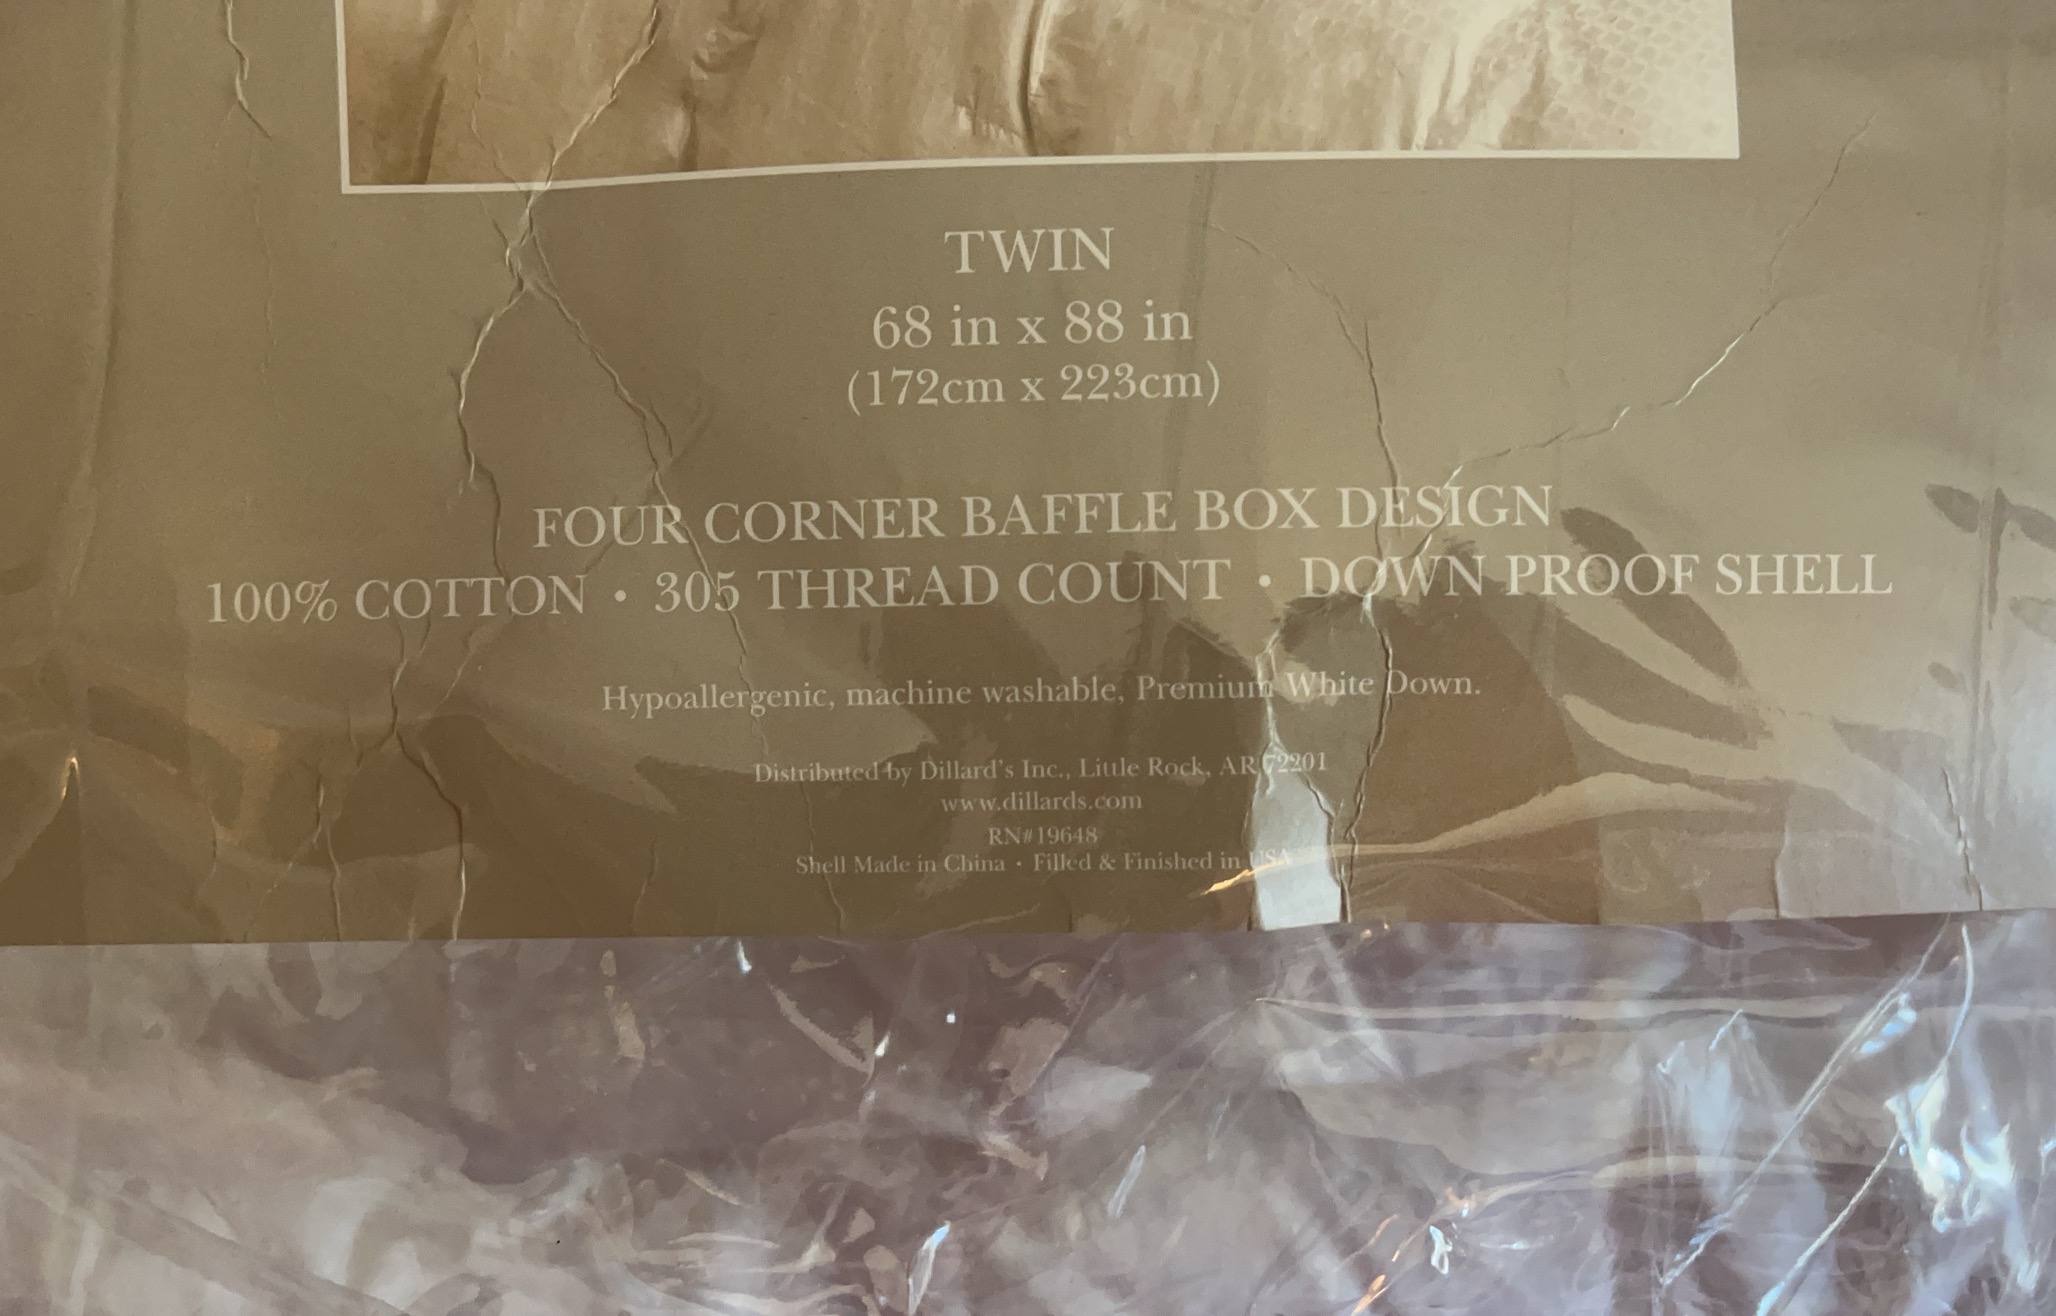 TWIN
68 in x 88 in
(172cm x 223cm)
FOUR CORNER BAFFLE BOX DESIGN
100% COTTON • 305 THREAD COUNT • DOWN PROOF SHELL
Hypoallergenic, machine washable, Premium White Down.
Distributed by Dillard's Inc., Little Rock, AR 72201
www.dillards.com
RN#19648
Shell Made in China • Filled & Finished in USA